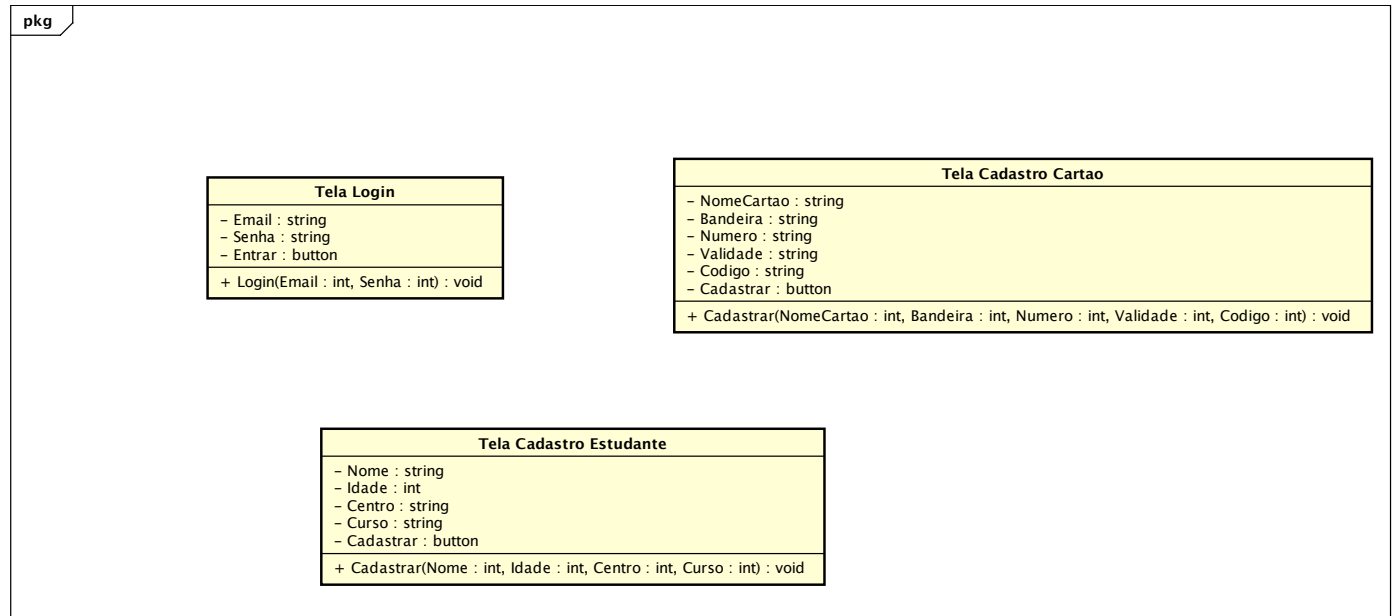 pkg
Tela Login
– Email : string
– Senha : string
– Entrar : button
+ Login(Email : int, Senha : int) : void
Tela Cadastro Cartao
– NomeCartao : string
– Bandeira : string
– Numero : string
– Validade : string
– Codigo : string
– Cadastrar : button
+ Cadastrar(NomeCartao : int, Bandeira : int, Numero : int, Validade : int, Codigo : int) : void
Tela Cadastro Estudante
– Nome : string
– Idade : int
– Centro : string
– Curso : string
– Cadastrar : button
+ Cadastrar(Nome : int, Idade : int, Centro : int, Curso : int) : void